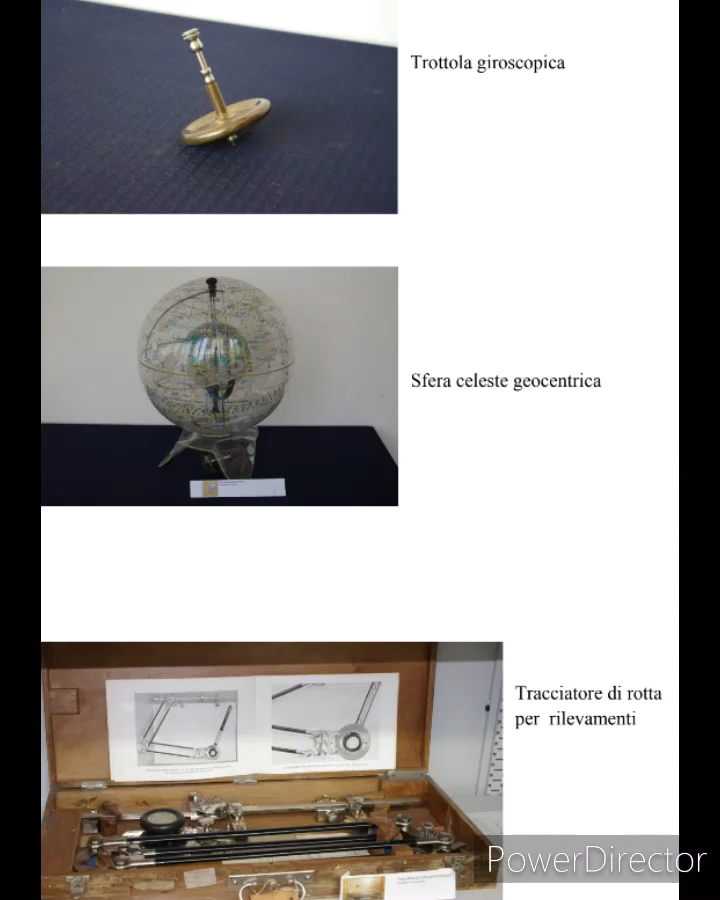 Trottola giroscopica
Sfera celeste geocentrica
Tracciatore di rotta
per rilevamenti
PowerDirector